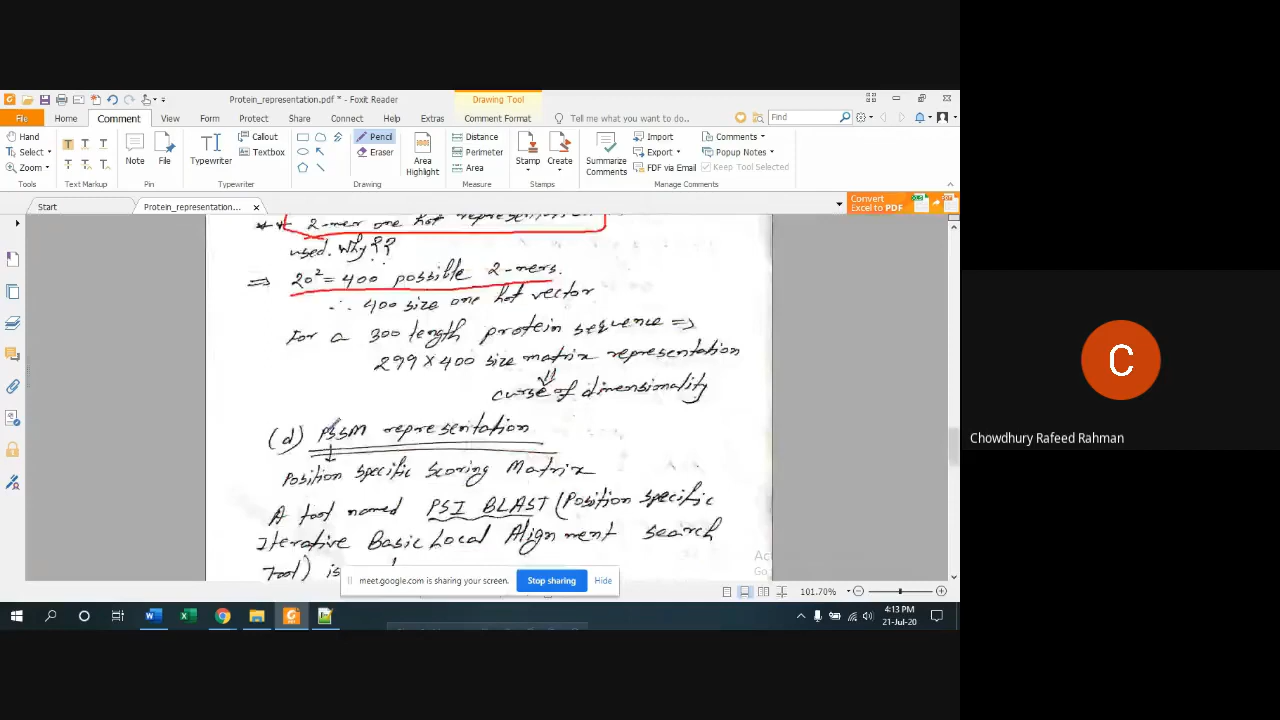 Protein_representation.pdf * - Foxit Reader
Drawing Tool
File Home Comment View Form Protect Share Connect Help Extras Comment Format Tell me what you want to do.. Find
Hand
Select
Zoom
Tools
Text Markup
Note
File
Pin
Typewriter
Callout
Textbox
Typewriter
Pencil
Eraser
Drawing
Area Highlight
Distance
Perimeter
Area
Measure
Stamp
Create
Stamps
Summarize Comments
Import
Export
FDF via Email
Comments
Popup Notes
Keep Tool Selected
Manage Comments
Start
Protein_representation....
Convert Excel to PDF
** 2-mer one hot representation
used. Why??
⇒ 20² = 400 possible 2-mers.
∴ 400 size one hot vector
For a 300 length protein sequence ⇒
299 × 400 size matrix representation
curse of dimensionality
(d) PSSM representation
Position specific scoring Matrix
A tool named PSI BLAST (Position specific
Iterative Basic Local Alignment search
Tool) is
meet.google.com is sharing your screen. Stop sharing Hide
101.70%
4:13 PM
21-Jul-20
C
Chowdhury Rafeed Rahman